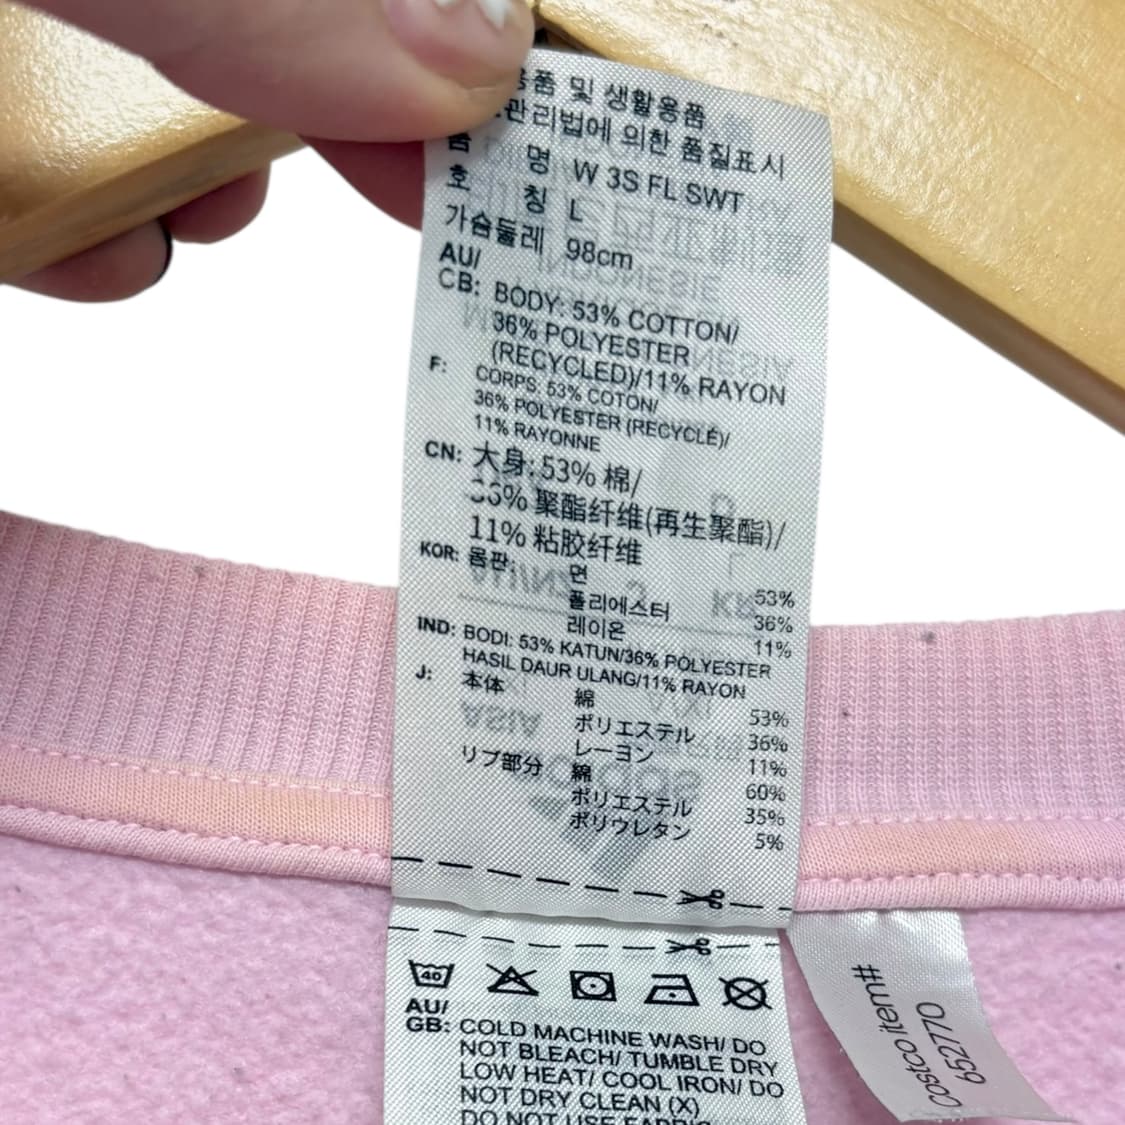 용품 및 생활용품
관리법에 의한 품질표시
품 명 W 3S FL SWT
호 칭 L
가슴둘레 98cm
AU/
CB: BODY: 53% COTTON/
36% POLYESTER
(RECYCLED)/11% RAYON
F: CORPS. 53% COTON/
36% POLYESTER (RECYCLÉ)/
11% RAYONNE
CN: 大身: 53% 棉/
36% 聚酯纤维(再生聚酯)/
11% 粘胶纤维
KOR: 몸판: 면 53%
폴리에스터 36%
레이온 11%
IND: BODI: 53% KATUN/36% POLYESTER
HASIL DAUR ULANG/11% RAYON
J: 本体 綿 53%
ポリエステル 36%
レーヨン 11%
リブ部分 綿 60%
ポリエステル 35%
ポリウレタン 5%
40
AU/
GB: COLD MACHINE WASH/ DO
NOT BLEACH/ TUMBLE DRY
LOW HEAT/ COOL IRON/ DO
NOT DRY CLEAN (X)
DO NOT USE FABRIC
costco item#
652770